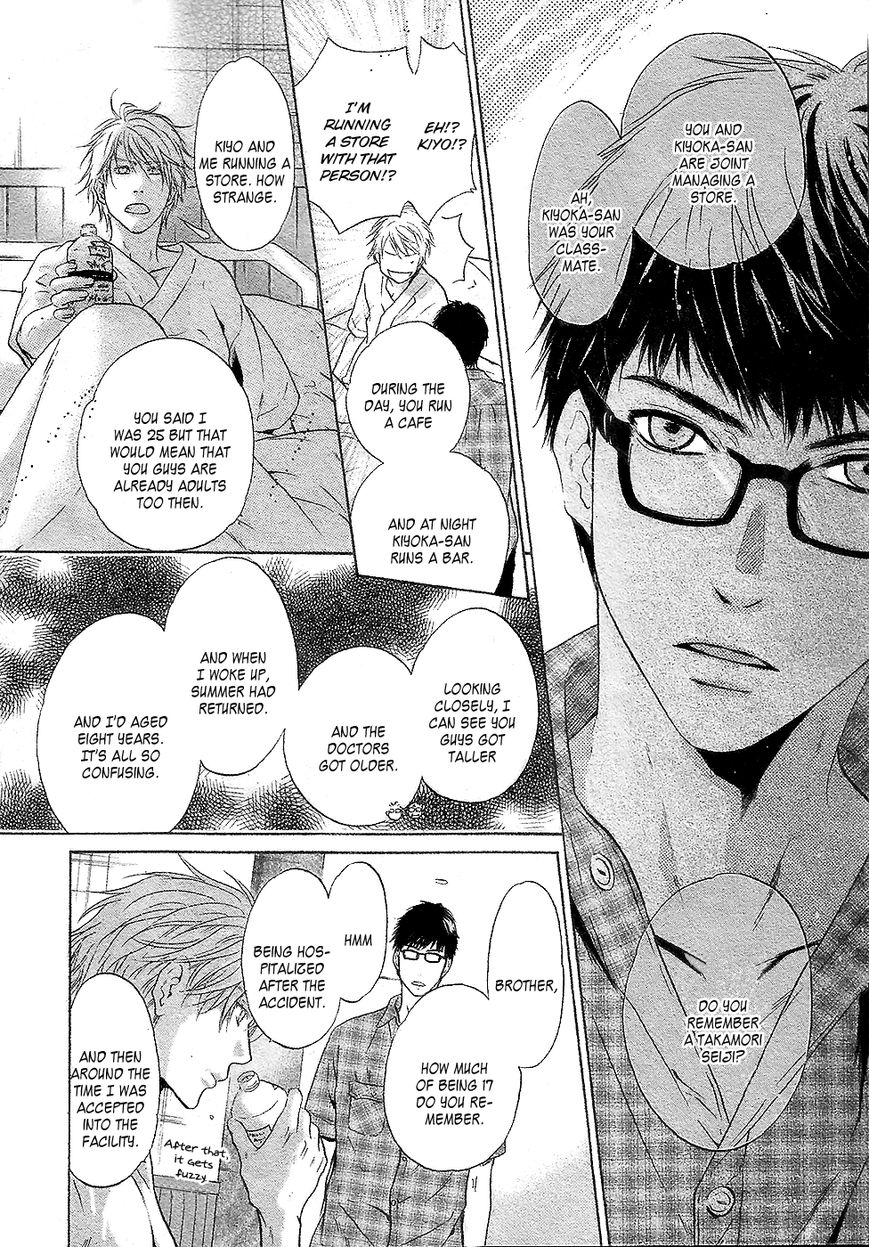 YOU AND
KIYOKA-SAN
ARE JOINT
MANAGING A
STORE.
AH,
KIYOKA-SAN
WAS YOUR
CLASS-
MATE.
DO YOU
REMEMBER
A TAKAMORI
SEIJI?
EH!?
KIYO!?
I'M
RUNNING
A STORE
WITH THAT
PERSON!?
DURING THE
DAY, YOU RUN
A CAFE
AND AT NIGHT
KIYOKA-SAN
RUNS A BAR.
KIYO AND
ME RUNNING A
STORE. HOW
STRANGE.
YOU SAID I
WAS 25 BUT THAT
WOULD MEAN THAT
YOU GUYS ARE
ALREADY ADULTS
TOO THEN.
LOOKING
CLOSELY, I
CAN SEE YOU
GUYS GOT
TALLER
AND THE
DOCTORS
GOT OLDER.
AND WHEN I
WOKE UP,
SUMMER HAD
RETURNED.
AND I'D AGED
EIGHT YEARS.
IT'S ALL SO
CONFUSING.
BROTHER,
HOW MUCH
OF BEING 17
DO YOU RE-
MEMBER.
HMM
BEING HOS-
PITALIZED
AFTER THE
ACCIDENT.
AND THEN
AROUND THE
TIME I WAS
ACCEPTED
INTO THE
FACILITY.
After that,
it gets
fuzzy